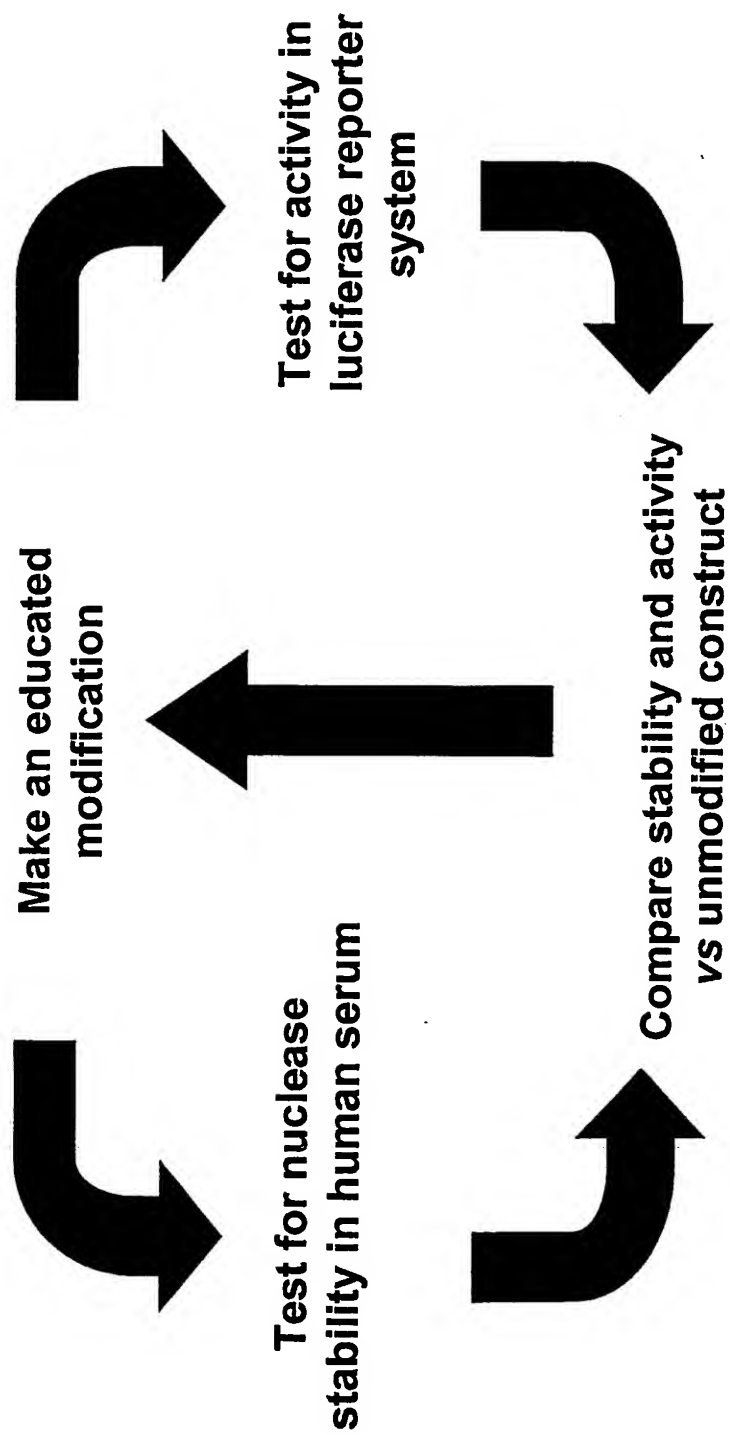 Make an educated
modification
Test for nuclease
stability in human serum
Test for activity in
luciferase reporter
system
Compare stability and activity
vs unmodified construct